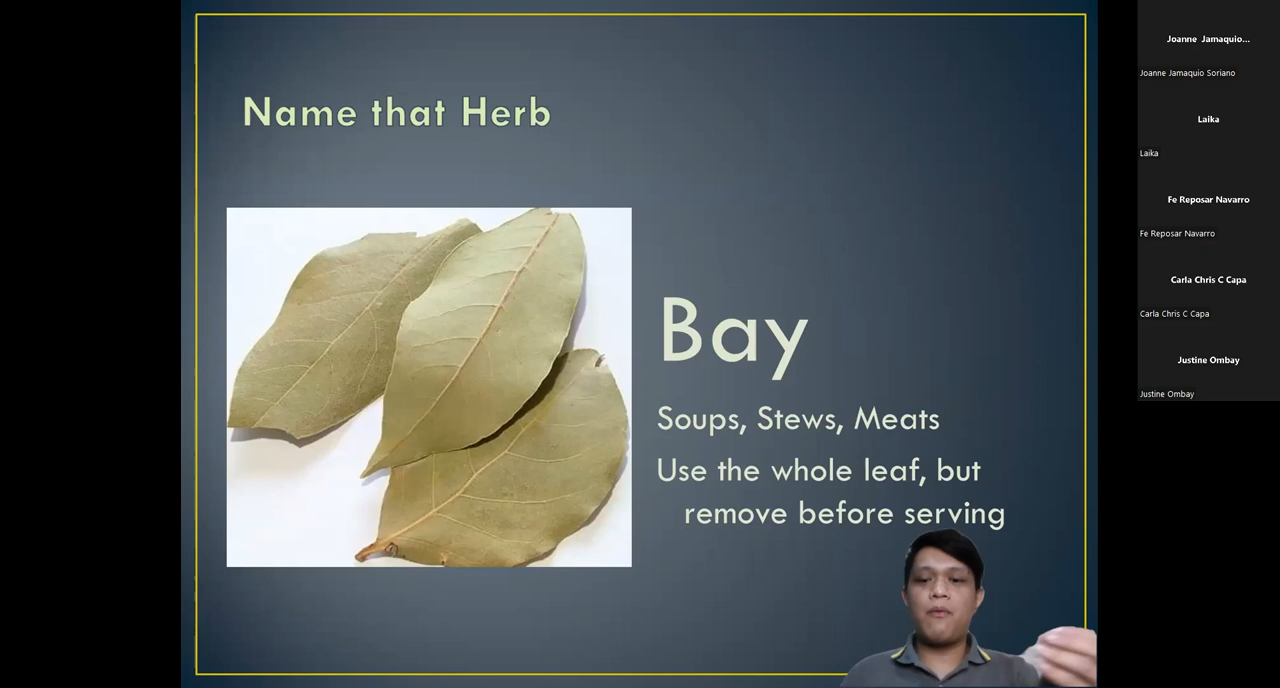 Name that Herb
Bay
Soups, Stews, Meats
Use the whole leaf, but
remove before serving
Joanne Jamaquio...
Joanne Jamaquio Soriano
Laika
Laika
Fe Reposar Navarro
Fe Reposar Navarro
Carla Chris C Capa
Carla Chris C Capa
Justine Ombay
Justine Ombay